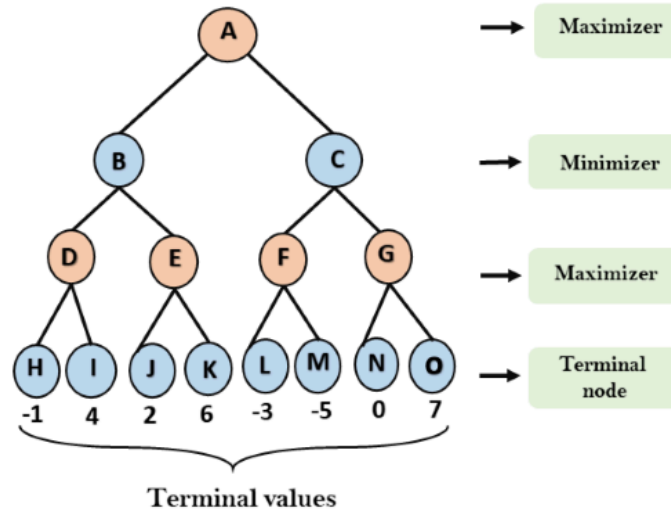 A
Maximizer
B
C
Minimizer
D
E
F
G
Maximizer
H
I
J
K
L
M
N
O
Terminal
node
-1
4
2
6
-3
-5
0
7
Terminal values